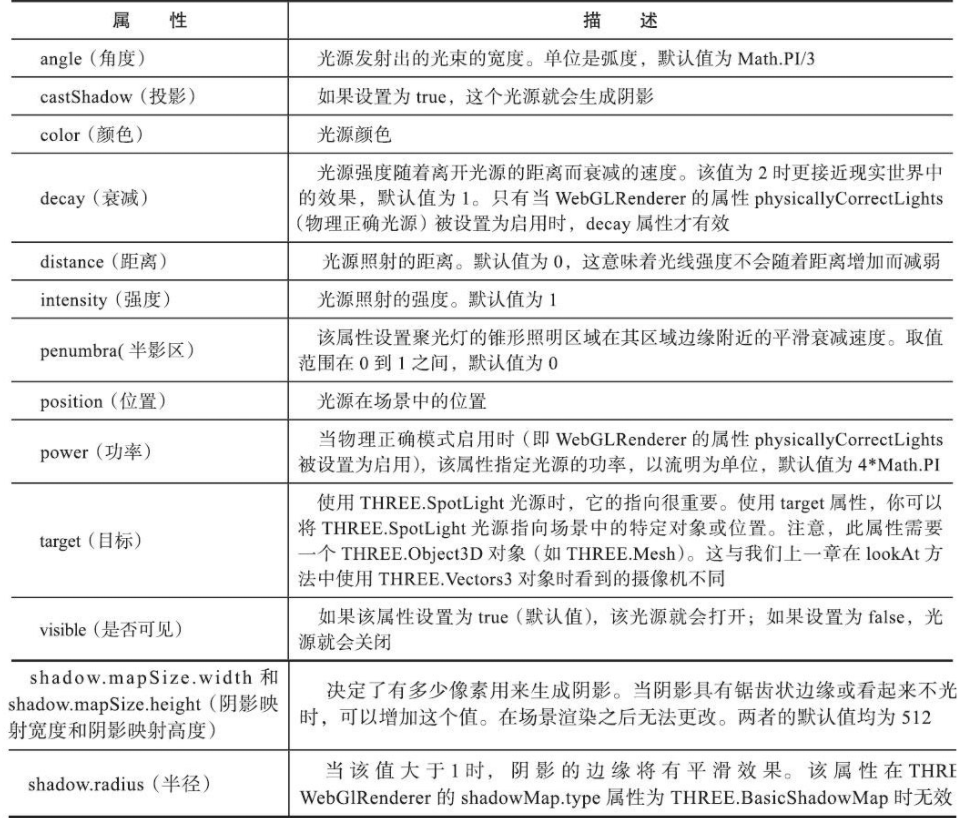 属 性 描 述
angle（角度） 光源发射出的光束的宽度。单位是弧度，默认值为 Math.PI/3
castShadow（投影） 如果设置为 true，这个光源就会生成阴影
color（颜色） 光源颜色
decay（衰减）
光源强度随着离开光源的距离而衰减的速度。该值为 2 时更接近现实世界中
的效果，默认值为 1。只有当 WebGLRenderer 的属性 physicallyCorrectLights
（物理正确光源）被设置为启用时，decay 属性才有效
distance（距离） 光源照射的距离。默认值为 0，这意味着光线强度不会随着距离增加而减弱
intensity（强度） 光源照射的强度。默认值为 1
penumbra( 半影区）
该属性设置聚光灯的锥形照明区域在其区域边缘附近的平滑衰减速度。取值
范围在 0 到 1 之间，默认值为 0
position（位置） 光源在场景中的位置
power（功率）
当物理正确模式启用时（即 WebGLRenderer 的属性 physicallyCorrectLights
被设置为启用），该属性指定光源的功率，以流明为单位，默认值为 4*Math.PI
target（目标）
使用 THREE.SpotLight 光源时，它的指向很重要。使用 target 属性，你可以
将 THREE.SpotLight 光源指向场景中的特定对象或位置。注意，此属性需要
一个 THREE.Object3D 对象（如 THREE.Mesh）。这与我们上一章在 lookAt 方
法中使用 THREE.Vectors3 对象时看到的摄像机不同
visible（是否可见）
如果该属性设置为 true（默认值），该光源就会打开；如果设置为 false，光
源就会关闭
shadow.mapSize.width 和
shadow.mapSize.height（阴影映
射宽度和阴影映射高度）
决定了有多少像素用来生成阴影。当阴影具有锯齿状边缘或看起来不光
时，可以增加这个值。在场景渲染之后无法更改。两者的默认值均为 512
shadow.radius（半径）
当该值大于1时，阴影的边缘将有平滑效果。该属性在THRE
WebGlRenderer 的 shadowMap.type 属性为 THREE.BasicShadowMap 时无效